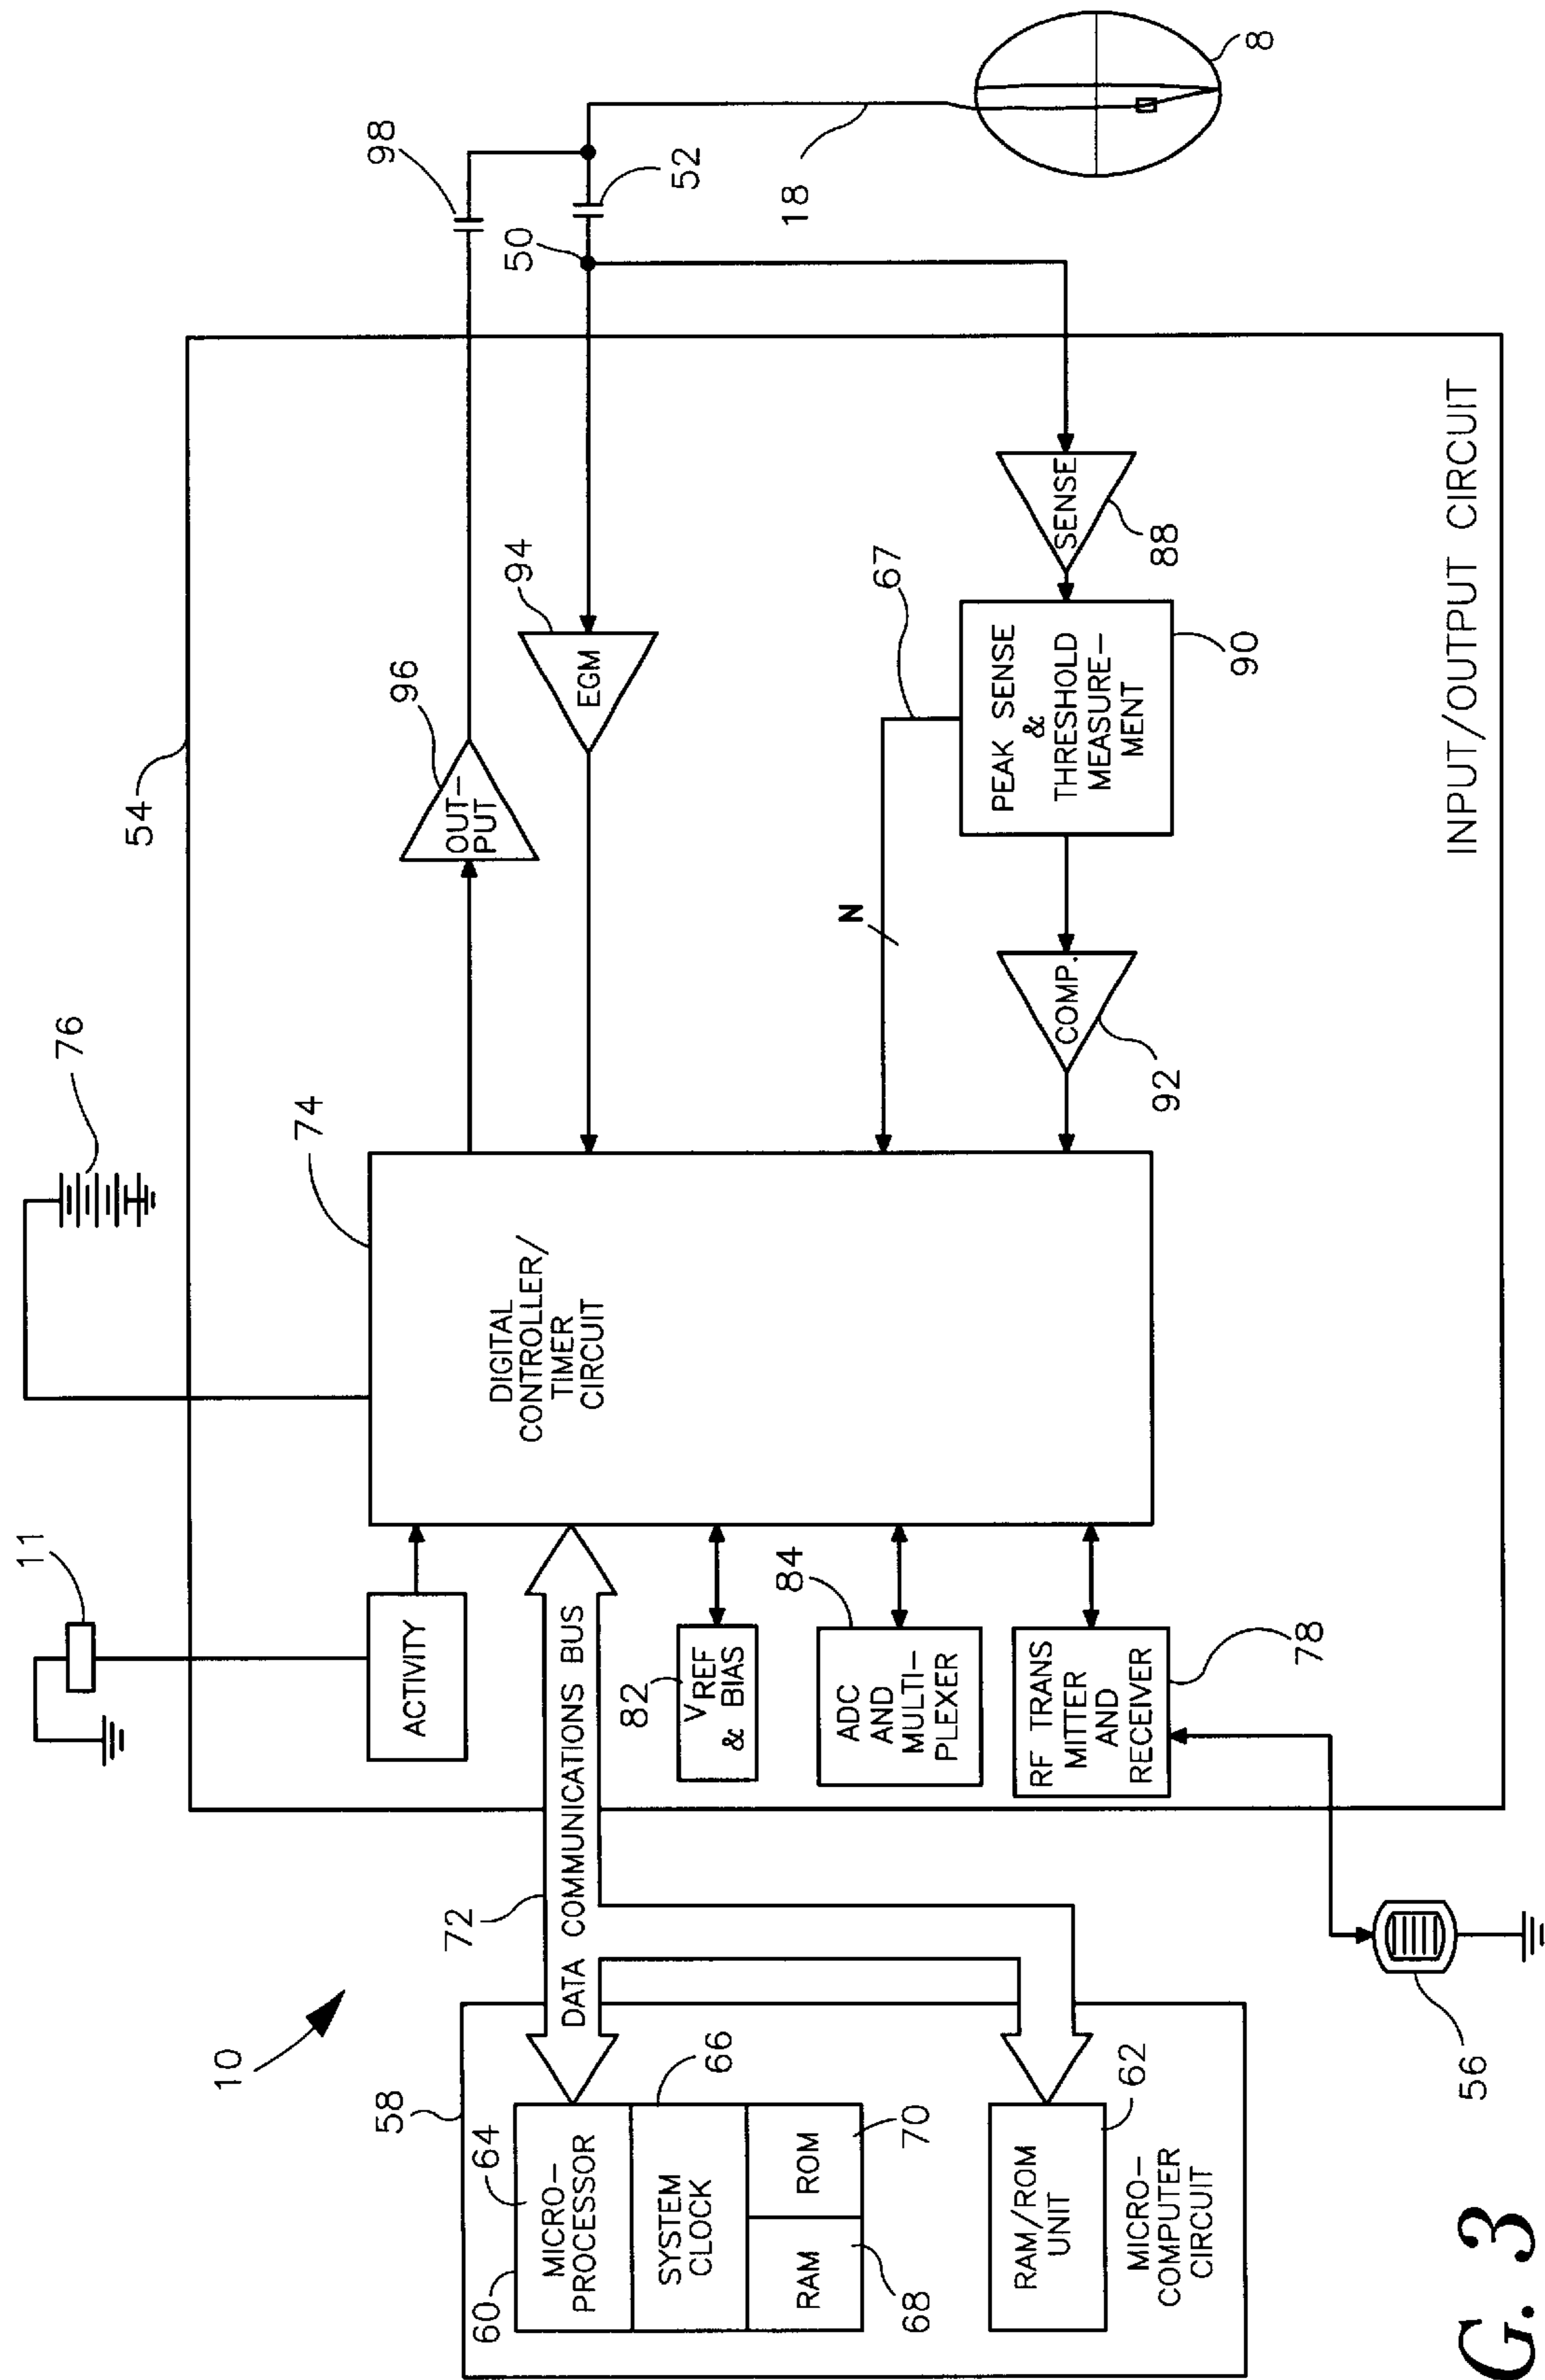 10
58
60
64
MICRO-
PROCESSOR
66
SYSTEM
CLOCK
RAM
ROM
68
70
RAM/ROM
UNIT
62
MICRO-
COMPUTER
CIRCUIT
72
DATA COMMUNICATIONS BUS
56
11
ACTIVITY
82
VREF
& BIAS
84
ADC
AND
MULTI-
PLEXER
RF TRANS
MITTER
AND
RECEIVER
78
76
74
DIGITAL
CONTROLLER/
TIMER
CIRCUIT
54
96
OUT-
PUT
94
EGM
N
67
COMP.
92
PEAK SENSE
&
THRESHOLD
MEASURE-
MENT
90
SENSE
88
INPUT/OUTPUT CIRCUIT
98
50
52
18
8
G. 3